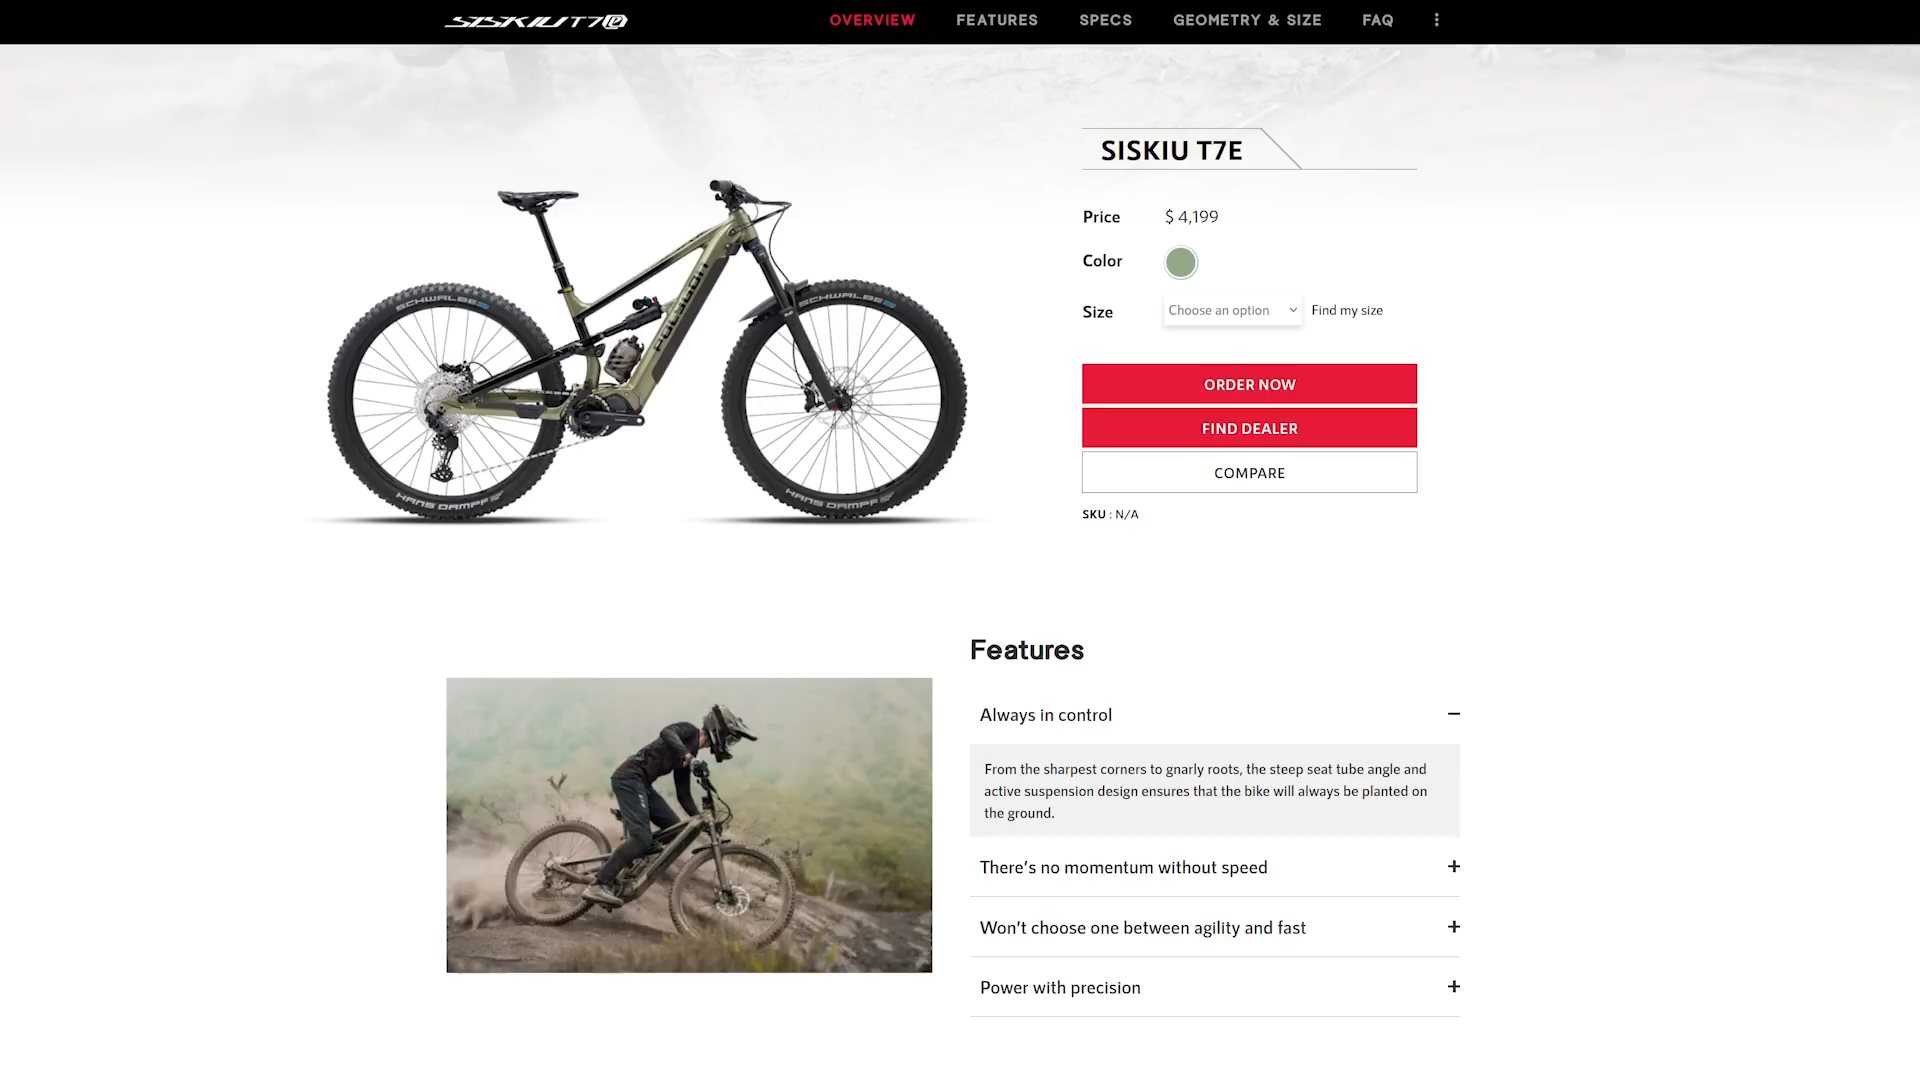 SISKIU T7e
OVERVIEW
FEATURES
SPECS
GEOMETRY & SIZE
FAQ
SISKIU T7E
Price
$ 4,199
Color
Size
Choose an option
Find my size
ORDER NOW
FIND DEALER
COMPARE
SKU : N/A
POLYGON
SCHWALBE
SCHWALBE
HANS DAMPF
HANS DAMPF
Features
Always in control
From the sharpest corners to gnarly roots, the steep seat tube angle and
active suspension design ensures that the bike will always be planted on
the ground.
There’s no momentum without speed
Won’t choose one between agility and fast
Power with precision